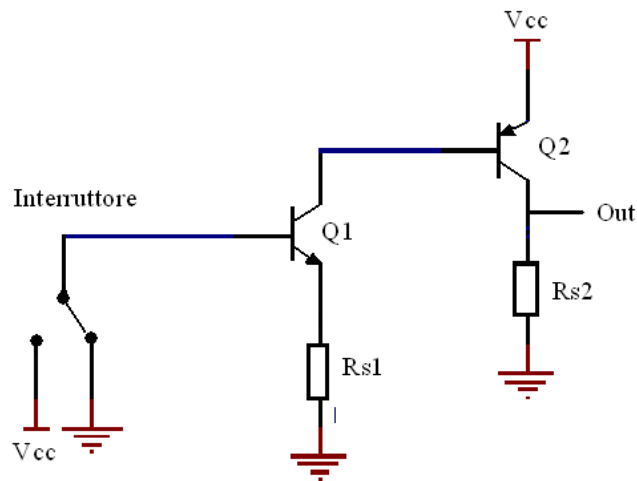 Vcc
Q2
Interruttore
Out
Q1
Rs2
Rs1
Vcc